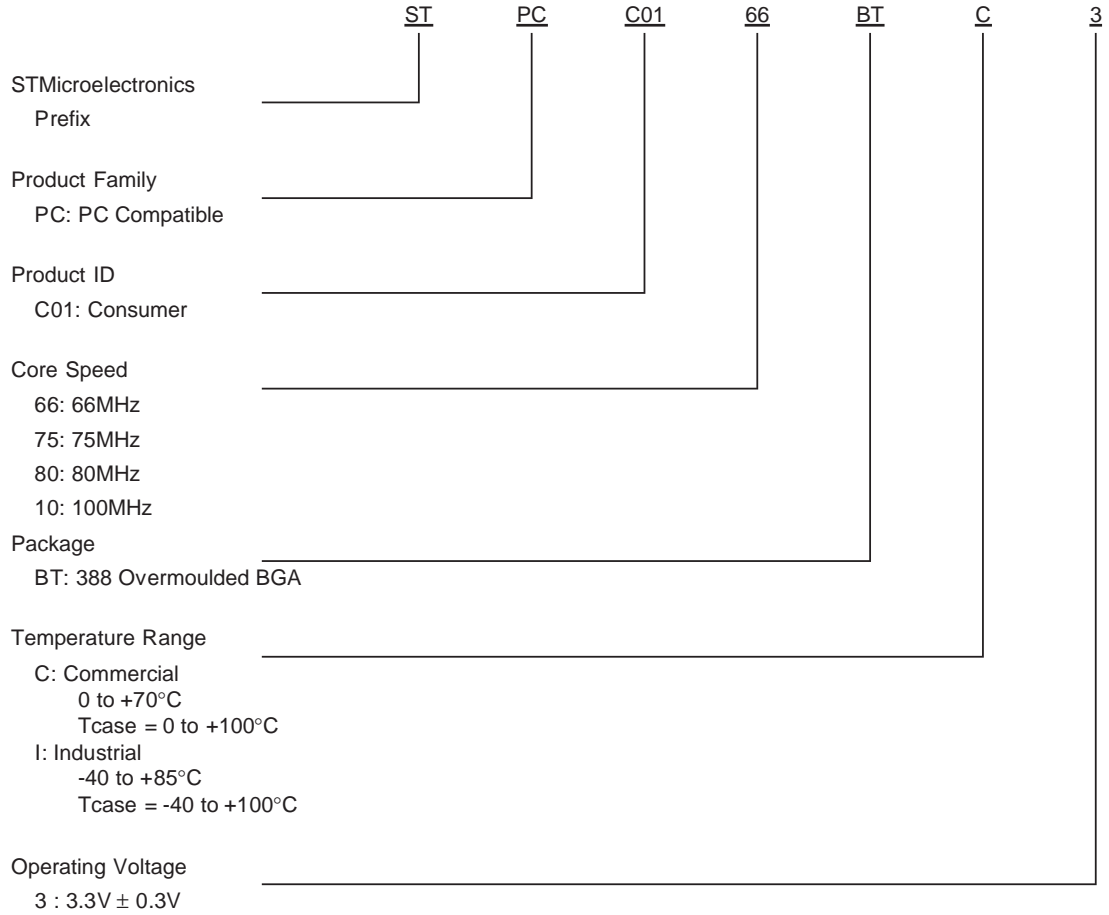 ST PC C01 66 BT C 3
STMicroelectronics
Prefix
Product Family
PC: PC Compatible
Product ID
C01: Consumer
Core Speed
66: 66MHz
75: 75MHz
80: 80MHz
10: 100MHz
Package
BT: 388 Overmoulded BGA
Temperature Range
C: Commercial
0 to +70°C
Tcase = 0 to +100°C
I: Industrial
-40 to +85°C
Tcase = -40 to +100°C
Operating Voltage
3 : 3.3V ± 0.3V